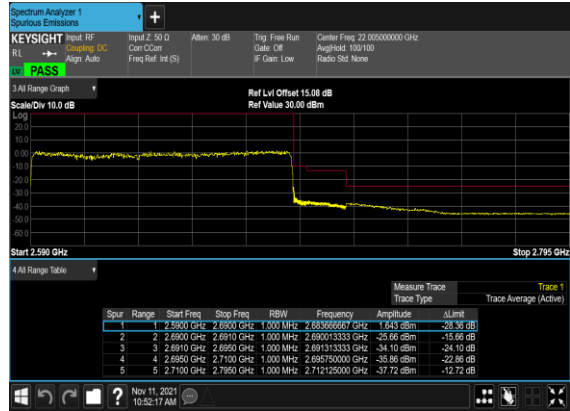 Spectrum Analyzer 1
Spurious Emissions
KEYSIGHT Input: RF Input Z: 50 Ω Atten: 30 dB Trig: Free Run Center Freq: 22.005000000 GHz
RL Coupling: DC Corr CCorr Gate: Off Avg|Hold: 100/100
Align: Auto Freq Ref: Int (S) IF Gain: Low Radio Std: None
PASS
3 All Range Graph
Ref Lvl Offset 15.08 dB
Scale/Div 10.0 dB Ref Value 30.00 dBm
Log
20.0
10.0
0.00
-10.0
-20.0
-30.0
-40.0
-50.0
-60.0
Start 2.590 GHz Stop 2.795 GHz
4 All Range Table
Measure Trace Trace 1
Trace Type Trace Average (Active)
Spur Range Start Freq Stop Freq RBW Frequency Amplitude ΔLimit
1 1 2.5900 GHz 2.6900 GHz 1.000 MHz 2.683666667 GHz 1.643 dBm -28.36 dB
2 2 2.6900 GHz 2.6910 GHz 1.000 MHz 2.690013333 GHz -25.66 dBm -15.66 dB
3 3 2.6910 GHz 2.6950 GHz 1.000 MHz 2.691313333 GHz -34.10 dBm -24.10 dB
4 4 2.6950 GHz 2.7100 GHz 1.000 MHz 2.695750000 GHz -35.86 dBm -22.86 dB
5 5 2.7100 GHz 2.7950 GHz 1.000 MHz 2.712125000 GHz -37.72 dBm -12.72 dB
Nov 11, 2021
10:52:17 AM